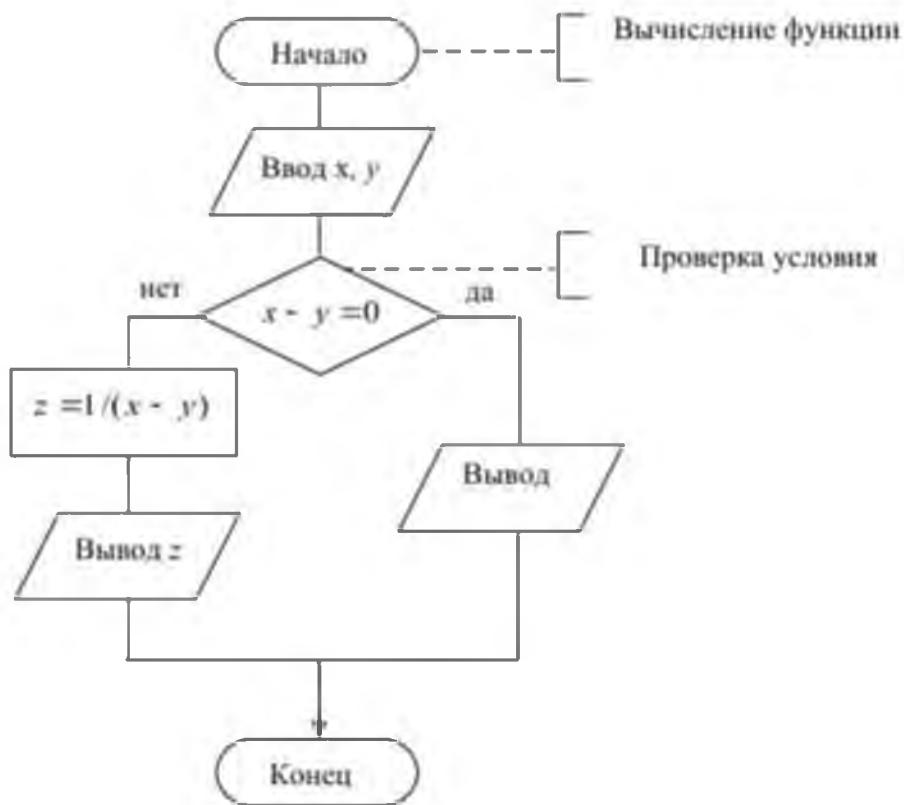 Начало
Вычисление функции
Ввод x, y
Проверка условия
нет
да
x - y =0
z =1/(x - y)
Вывод
Вывод z
Конец